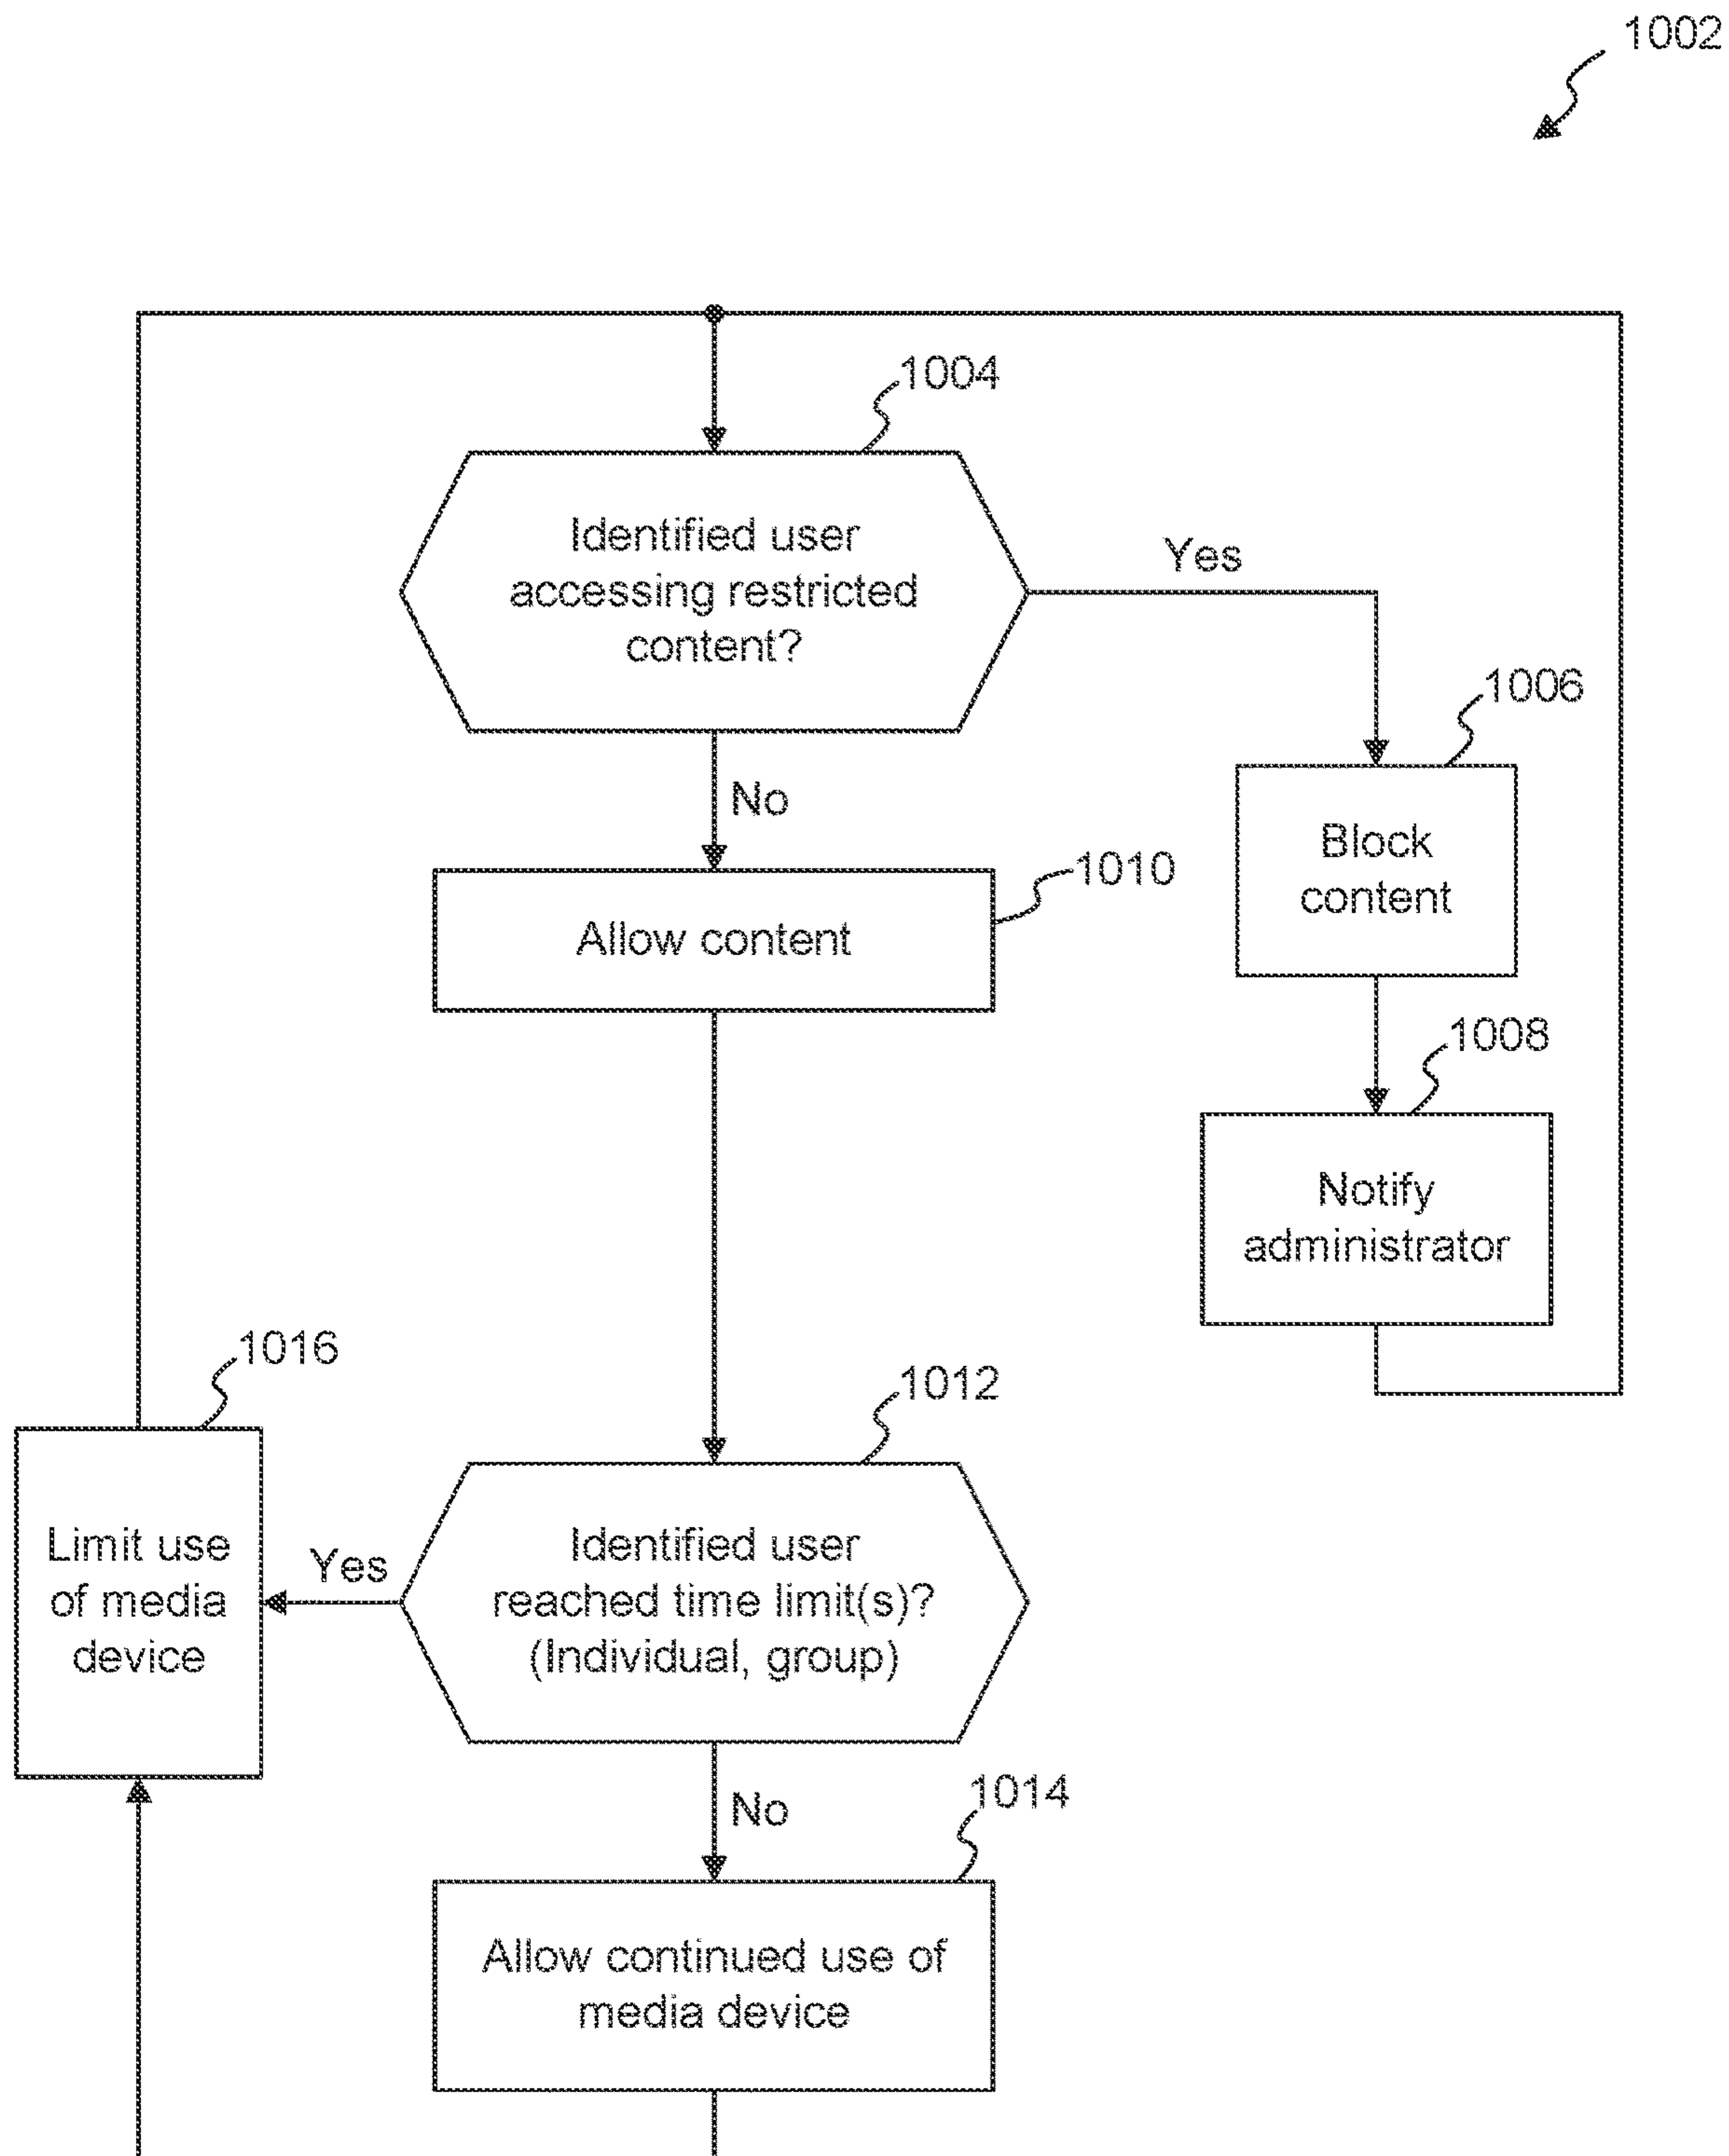 1002
1004
Identified user
accessing restricted
content?
Yes
1006
No
Block
content
1010
Allow content
1008
Notify
administrator
1016
1012
Limit use
of media
device
Yes
Identified user
reached time limit(s)?
(Individual, group)
No
1014
Allow continued use of
media device